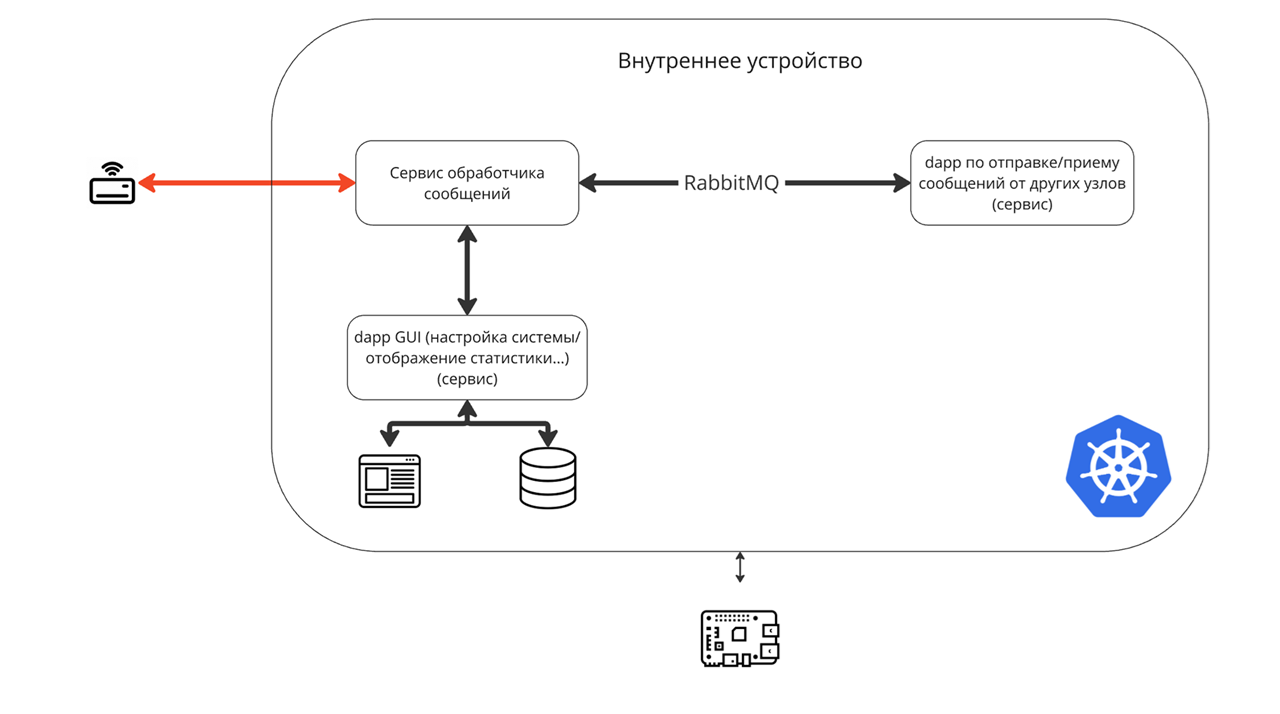 Внутреннее устройство
Сервис обработчика
сообщений
RabbitMQ
dapp по отправке/приему
сообщений от других узлов
(сервис)
dapp GUI (настройка системы/
отображение статистики...)
(сервис)